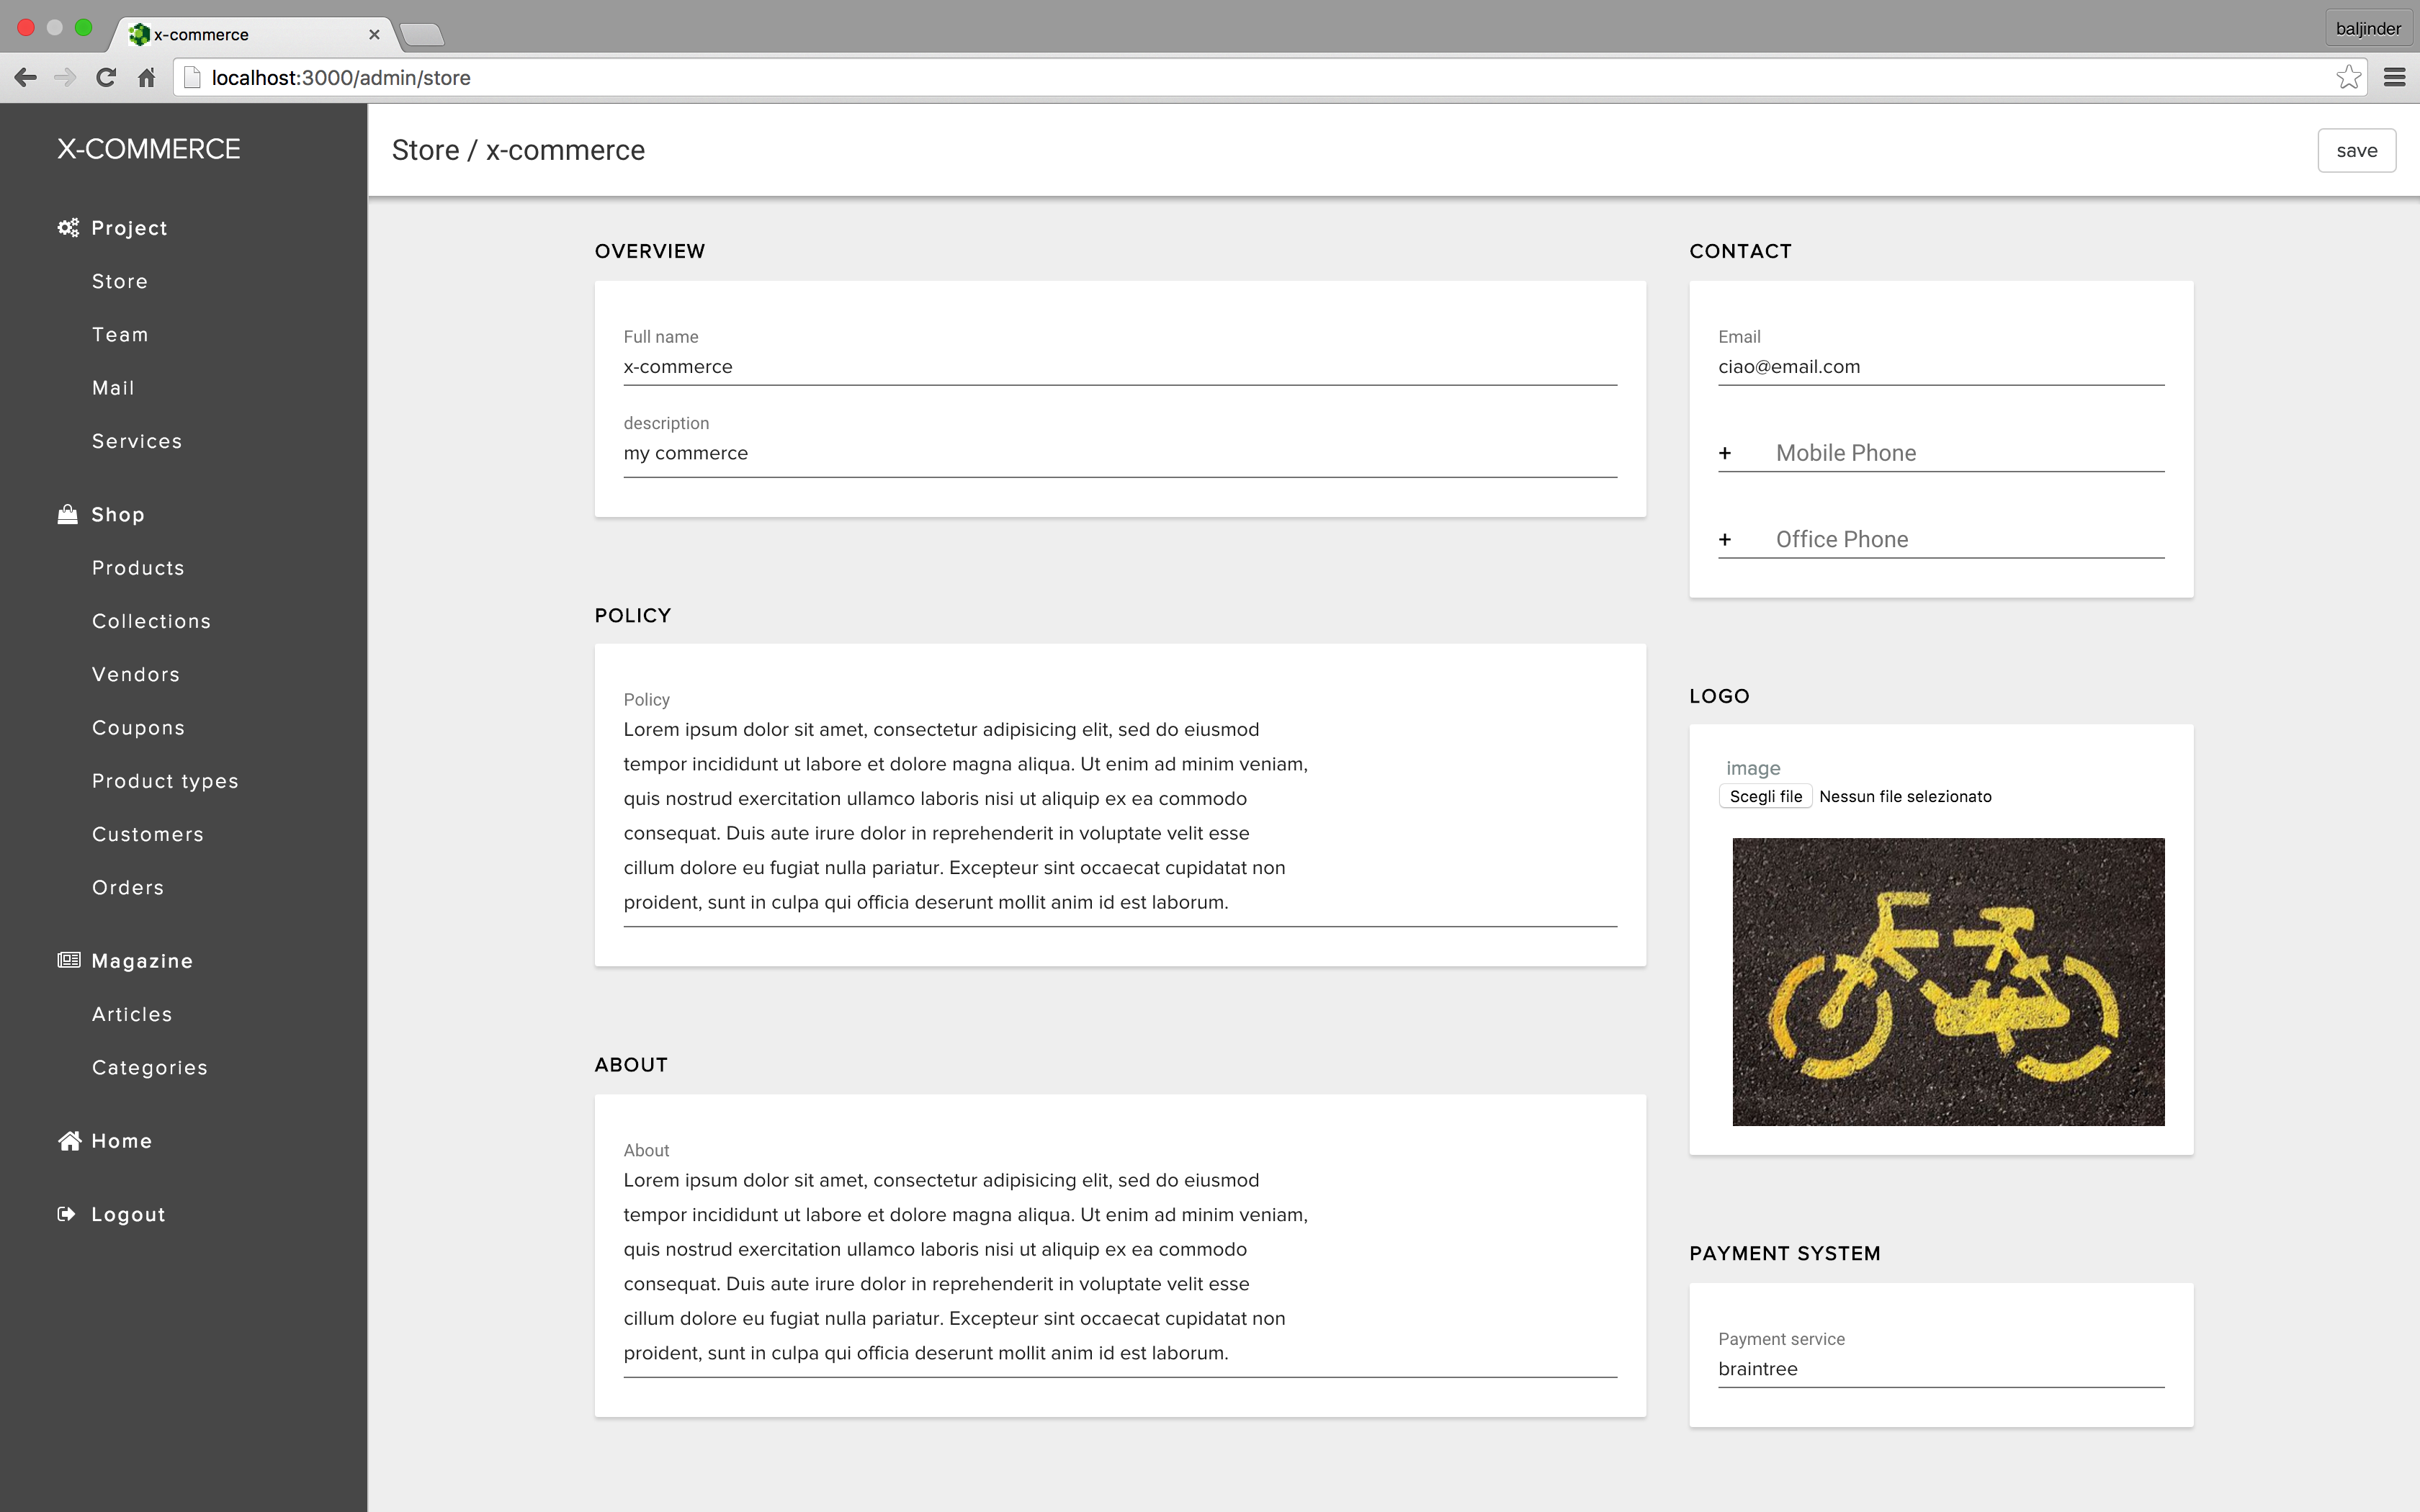 x-commerce
baljinder
localhost:3000/admin/store
X-COMMERCE
Project
Store
Team
Mail
Services
Shop
Products
Collections
Vendors
Coupons
Product types
Customers
Orders
Magazine
Articles
Categories
Home
Logout
Store / x-commerce
save
OVERVIEW
Full name
x-commerce
description
my commerce
POLICY
Policy
Lorem ipsum dolor sit amet, consectetur adipisicing elit, sed do eiusmod
tempor incididunt ut labore et dolore magna aliqua. Ut enim ad minim veniam,
quis nostrud exercitation ullamco laboris nisi ut aliquip ex ea commodo
consequat. Duis aute irure dolor in reprehenderit in voluptate velit esse
cillum dolore eu fugiat nulla pariatur. Excepteur sint occaecat cupidatat non
proident, sunt in culpa qui officia deserunt mollit anim id est laborum.
ABOUT
About
Lorem ipsum dolor sit amet, consectetur adipisicing elit, sed do eiusmod
tempor incididunt ut labore et dolore magna aliqua. Ut enim ad minim veniam,
quis nostrud exercitation ullamco laboris nisi ut aliquip ex ea commodo
consequat. Duis aute irure dolor in reprehenderit in voluptate velit esse
cillum dolore eu fugiat nulla pariatur. Excepteur sint occaecat cupidatat non
proident, sunt in culpa qui officia deserunt mollit anim id est laborum.
CONTACT
Email
ciao@email.com
+ Mobile Phone
+ Office Phone
LOGO
image
Scegli file Nessun file selezionato
PAYMENT SYSTEM
Payment service
braintree